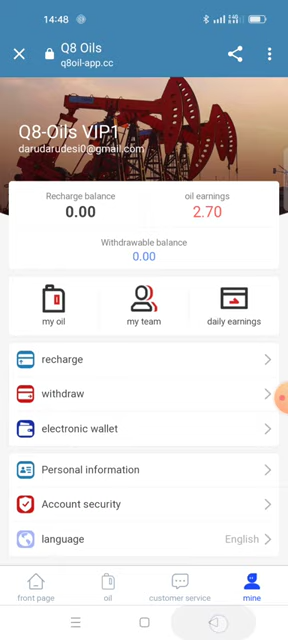 14:48
Q8 Oils
q8oil-app.cc
Q8-Oils VIP1
darudarudesi0@gmail.com
Recharge balance
oil earnings
0.00
2.70
Withdrawable balance
0.00
my oil
my team
daily earnings
recharge
withdraw
electronic wallet
Personal information
Account security
language
English
front page
oil
customer service
mine